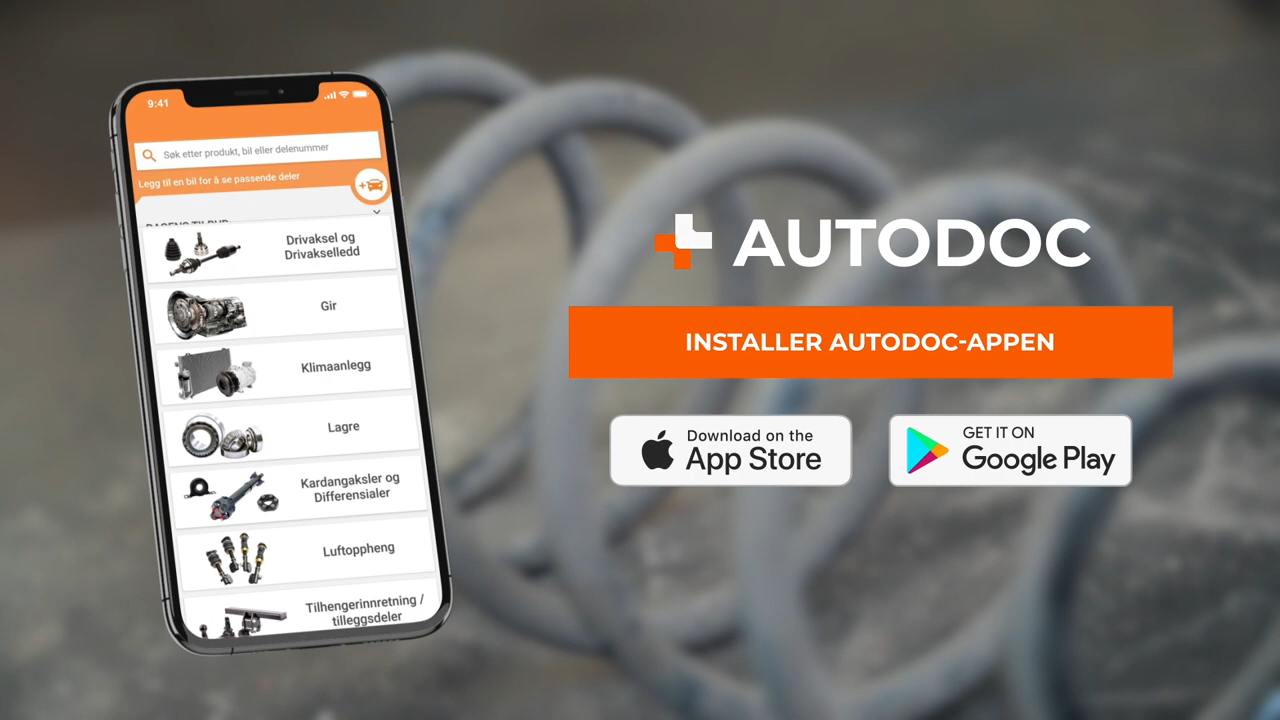 9:41
Søk etter produkt, bil eller delenummer
Legg til en bil for å se passende deler
Drivaksel og
Drivakselledd
Gir
Klimaanlegg
Lagre
Kardangaksler og
Differensialer
Luftoppheng
Tilhengerinnretning /
tilleggsdeler
AUTODOC
INSTALLER AUTODOC-APPEN
Download on the
App Store
GET IT ON
Google Play